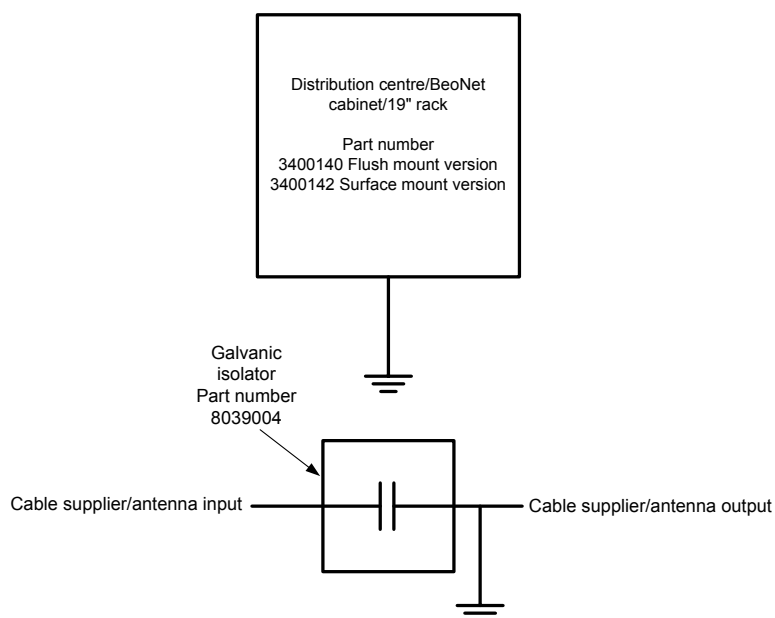 Distribution centre/BeoNet
cabinet/19" rack
Part number
3400140 Flush mount version
3400142 Surface mount version
Galvanic
isolator
Part number
8039004
Cable supplier/antenna input
Cable supplier/antenna output